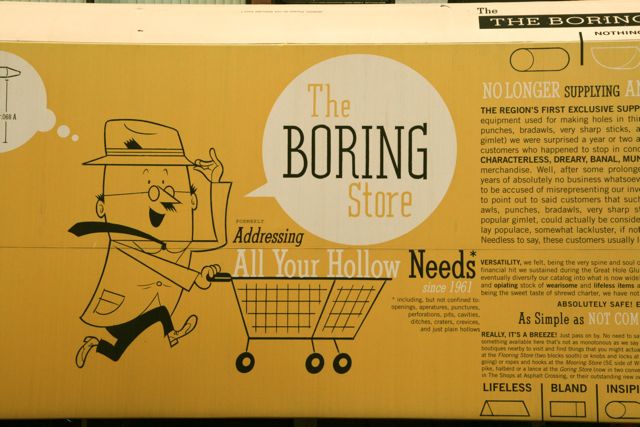 The
THE BORING
NOTHIN
.068 A
The
BORING
Store
FORMERLY
Addressing
All Your Hollow Needs*
since 1961
* including, but not confined to:
openings, aperatures, punctures,
perforations, pits, cavities,
ditches, craters, crevices,
and just plain hollows
NO LONGER SUPPLYING AN
THE REGION'S FIRST EXCLUSIVE SUPP
equipment used for making holes in thin
punches, bradawls, very sharp sticks, a
gimlet) we were surprised a year or two a
customers who happened to stop in conc
CHARACTERLESS, DREARY, BANAL, MUN
merchandise. Well, after some prolonge
years of absolutely no business whatsoev
to be accused of misrepresenting our inv
to point out to said customers that suc
awls, punches, bradawls, very sharp s
popular gimlet, could actually be conside
lay populace, somewhat lackluster, if not
Needless to say, these customers usually l
VERSATILITY, we felt, being the very spine and soul o
financial hit we sustained during the Great Hole Glu
eventually diversify our catalog into what is now wide
and opiating stock of wearisome and lifeless items a
being the sweet taste of shrewd charter, we have not
ABSOLUTELY SAFE! E
As Simple as NOT COM
REALLY, IT'S A BREEZE! Just pass on by. No need to sa
something available here that's not as monotonous as we say
boutiques nearby to visit and find things that you might actua
at the Flooring Store (two blocks south) or knobs and locks at
going) or ropes and hooks at the Mooring Store (SE side of W
pike, halberd or a lance at the Goring Store (now in two conve
in The Shops at Asphalt Crossing, or their outstanding new ou
LIFELESS
BLAND
INSIPI